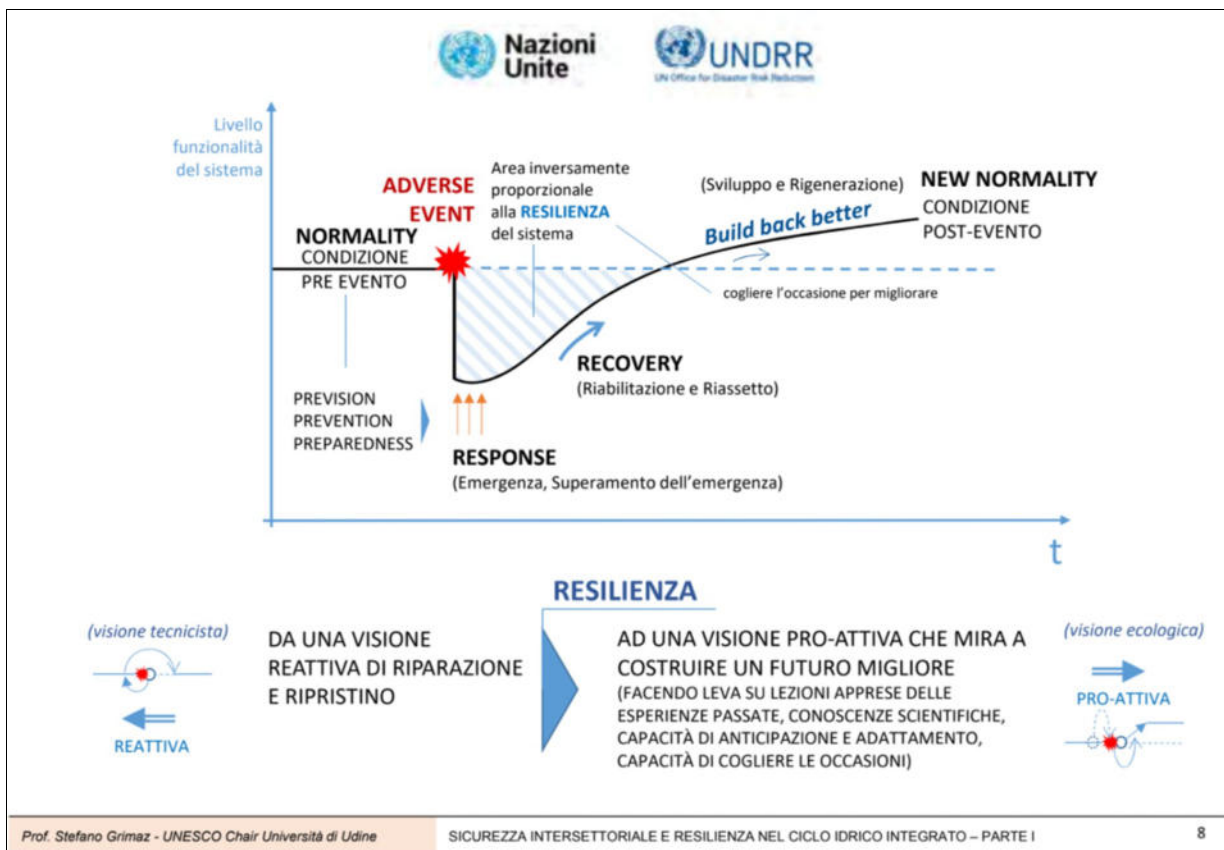 Nazioni
Unite
UNDRR
UN Office for Disaster Risk Reduction
Livello
funzionalità
del sistema
ADVERSE
EVENT
Area inversamente
proporzionale
alla RESILIENZA
del sistema
(Sviluppo e Rigenerazione)
Build back better
NEW NORMALITY
CONDIZIONE
POST-EVENTO
NORMALITY
CONDIZIONE
PRE EVENTO
cogliere l'occasione per migliorare
RECOVERY
(Riabilitazione e Riassetto)
PREVISION
PREVENTION
PREPAREDNESS
RESPONSE
(Emergenza, Superamento dell'emergenza)
t
RESILIENZA
(visione tecnicista)
REATTIVA
DA UNA VISIONE
REATTIVA DI RIPARAZIONE
E RIPRISTINO
AD UNA VISIONE PRO-ATTIVA CHE MIRA A
COSTRUIRE UN FUTURO MIGLIORE
(FACENDO LEVA SU LEZIONI APPRESE DELLE
ESPERIENZE PASSATE, CONOSCENZE SCIENTIFICHE,
CAPACITÀ DI ANTICIPAZIONE E ADATTAMENTO,
CAPACITÀ DI COGLIERE LE OCCASIONI)
(visione ecologica)
PRO-ATTIVA
Prof. Stefano Grimaz - UNESCO Chair Università di Udine
SICUREZZA INTERSETTORIALE E RESILIENZA NEL CICLO IDRICO INTEGRATO – PARTE I
8